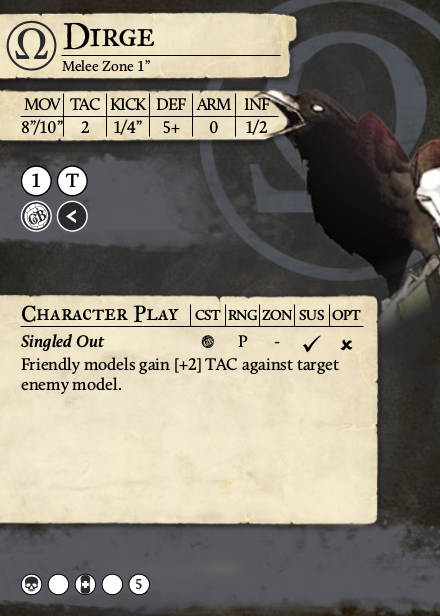 Ω DIRGE
Melee Zone 1”
MOV TAC KICK DEF ARM INF
8”/10” 2 1/4” 5+ 0 1/2
1 T
GB <
CHARACTER PLAY CST RNG ZON SUS OPT
Singled Out GB P - ✓ ✗
Friendly models gain [+2] TAC against target
enemy model.
5